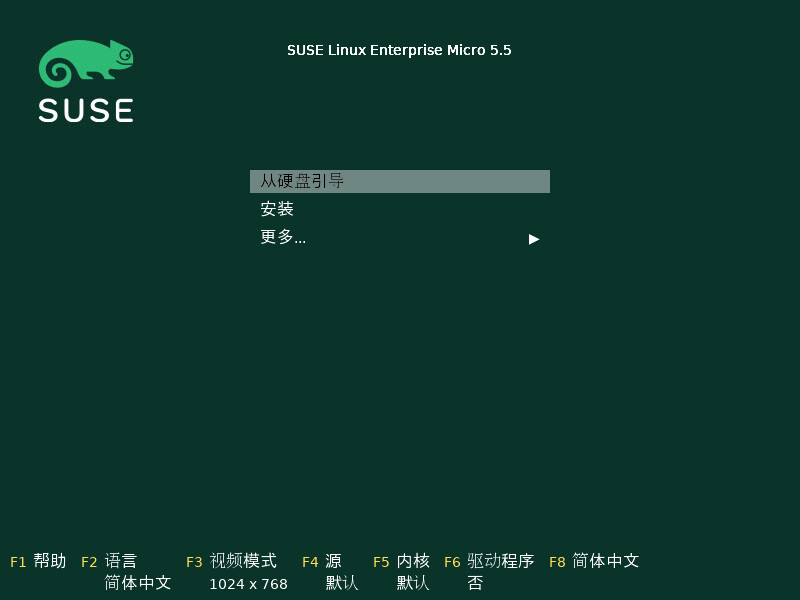 SUSE Linux Enterprise Micro 5.5
SUSE
从硬盘引导
安装
更多...
F1 帮助 F2 语言 F3 视频模式 F4 源 F5 内核 F6 驱动程序 F8 简体中文
简体中文 1024 x 768 默认 默认 否